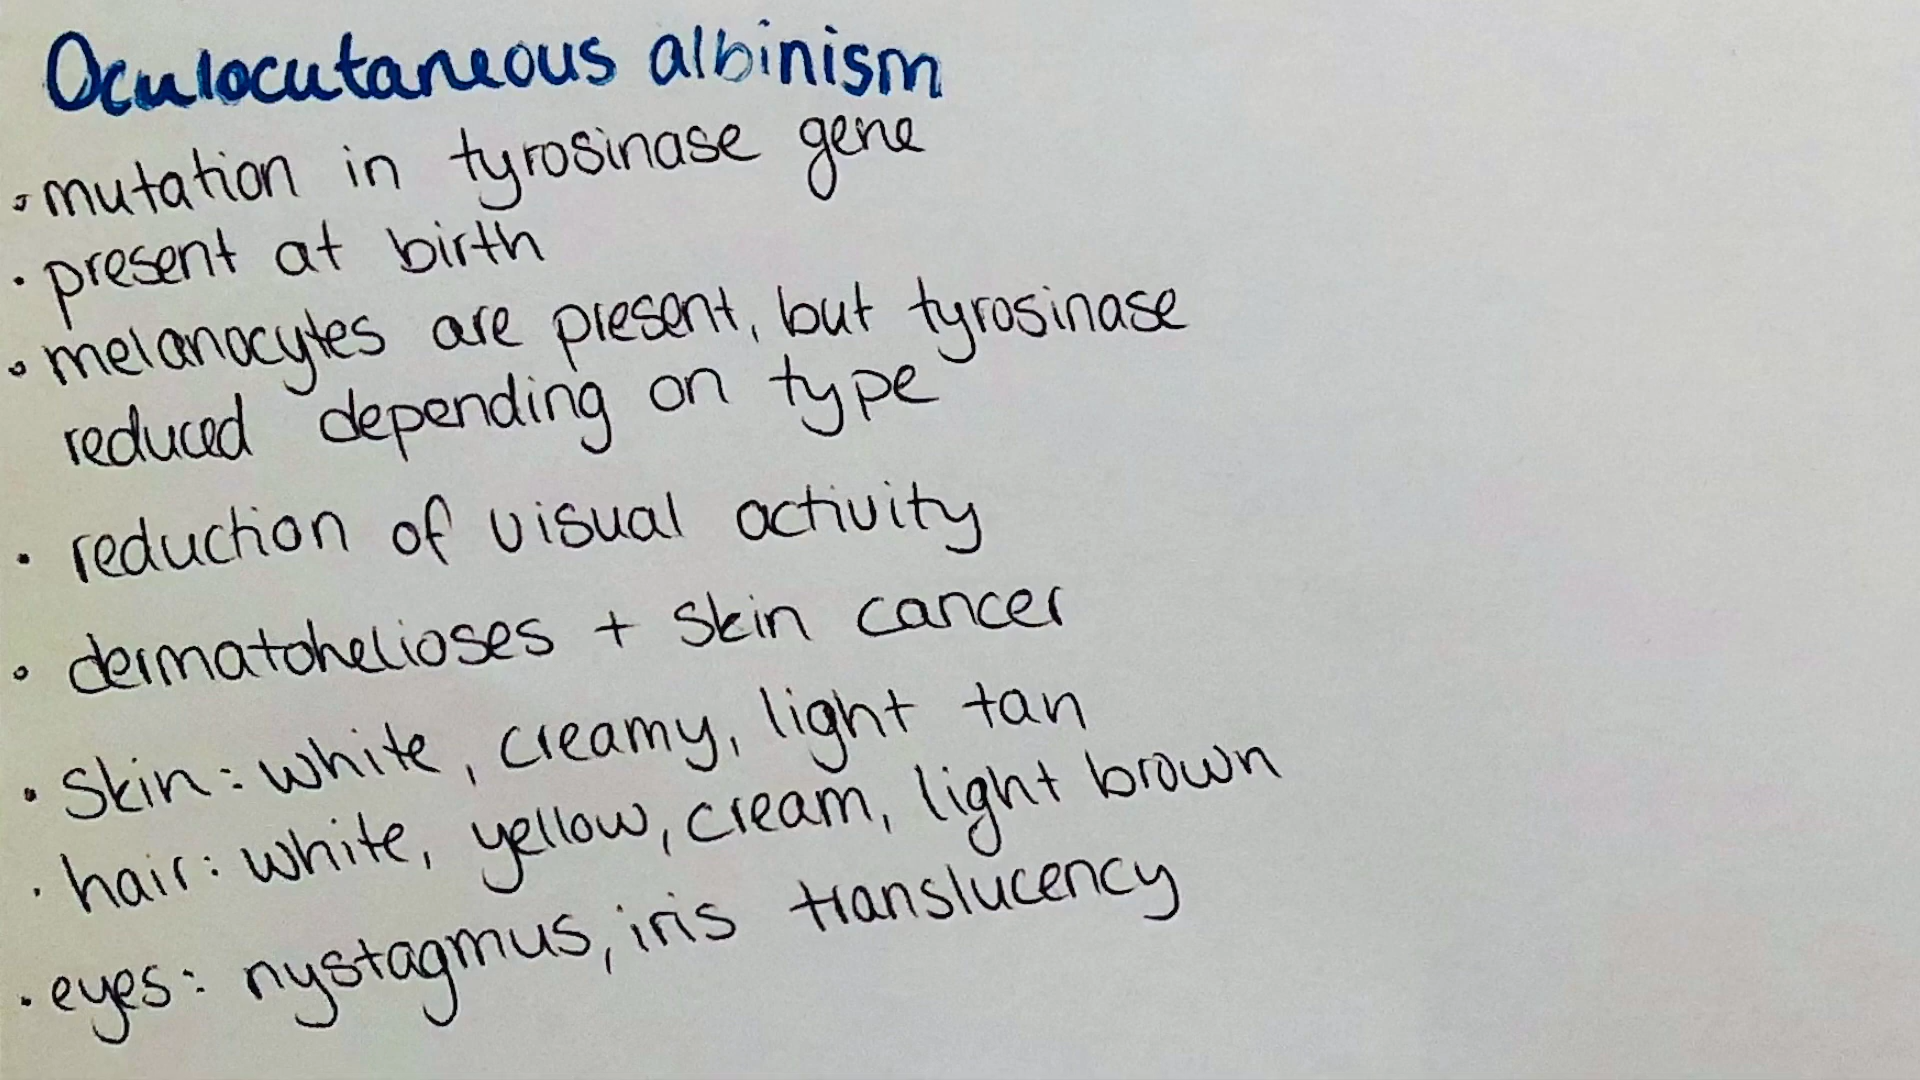 Oculocutaneous albinism
• mutation in tyrosinase gene
• present at birth
• melanocytes are present, but tyrosinase
reduced depending on type
• reduction of visual activity
• dermatohelioses + skin cancer
• Skin: white, creamy, light tan
• hair: white, yellow, cream, light brown
• eyes: nystagmus, iris translucency